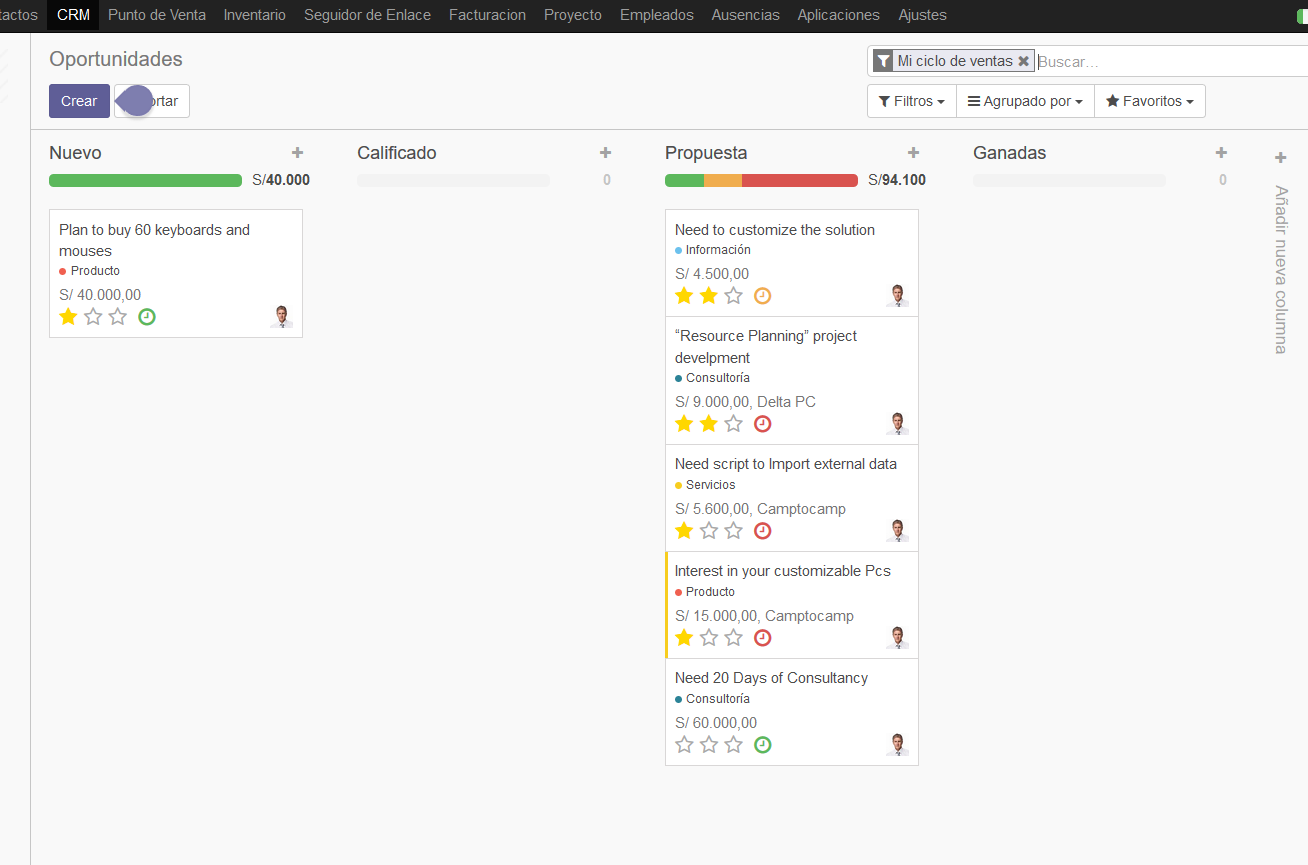 tactos CRM Punto de Venta Inventario Seguidor de Enlace Facturacion Proyecto Empleados Ausencias Aplicaciones Ajustes
Oportunidades
Mi ciclo de ventas Buscar...
Crear ortar
Filtros Agrupado por Favoritos
Nuevo
S/40.000
Plan to buy 60 keyboards and
mouses
Producto
S/ 40.000,00
Calificado
0
Propuesta
S/94.100
Need to customize the solution
Información
S/ 4.500,00
“Resource Planning” project
develpment
Consultoría
S/ 9.000,00, Delta PC
Need script to Import external data
Servicios
S/ 5.600,00, Camptocamp
Interest in your customizable Pcs
Producto
S/ 15.000,00, Camptocamp
Need 20 Days of Consultancy
Consultoría
S/ 60.000,00
Ganadas
0
Añadir nueva columna